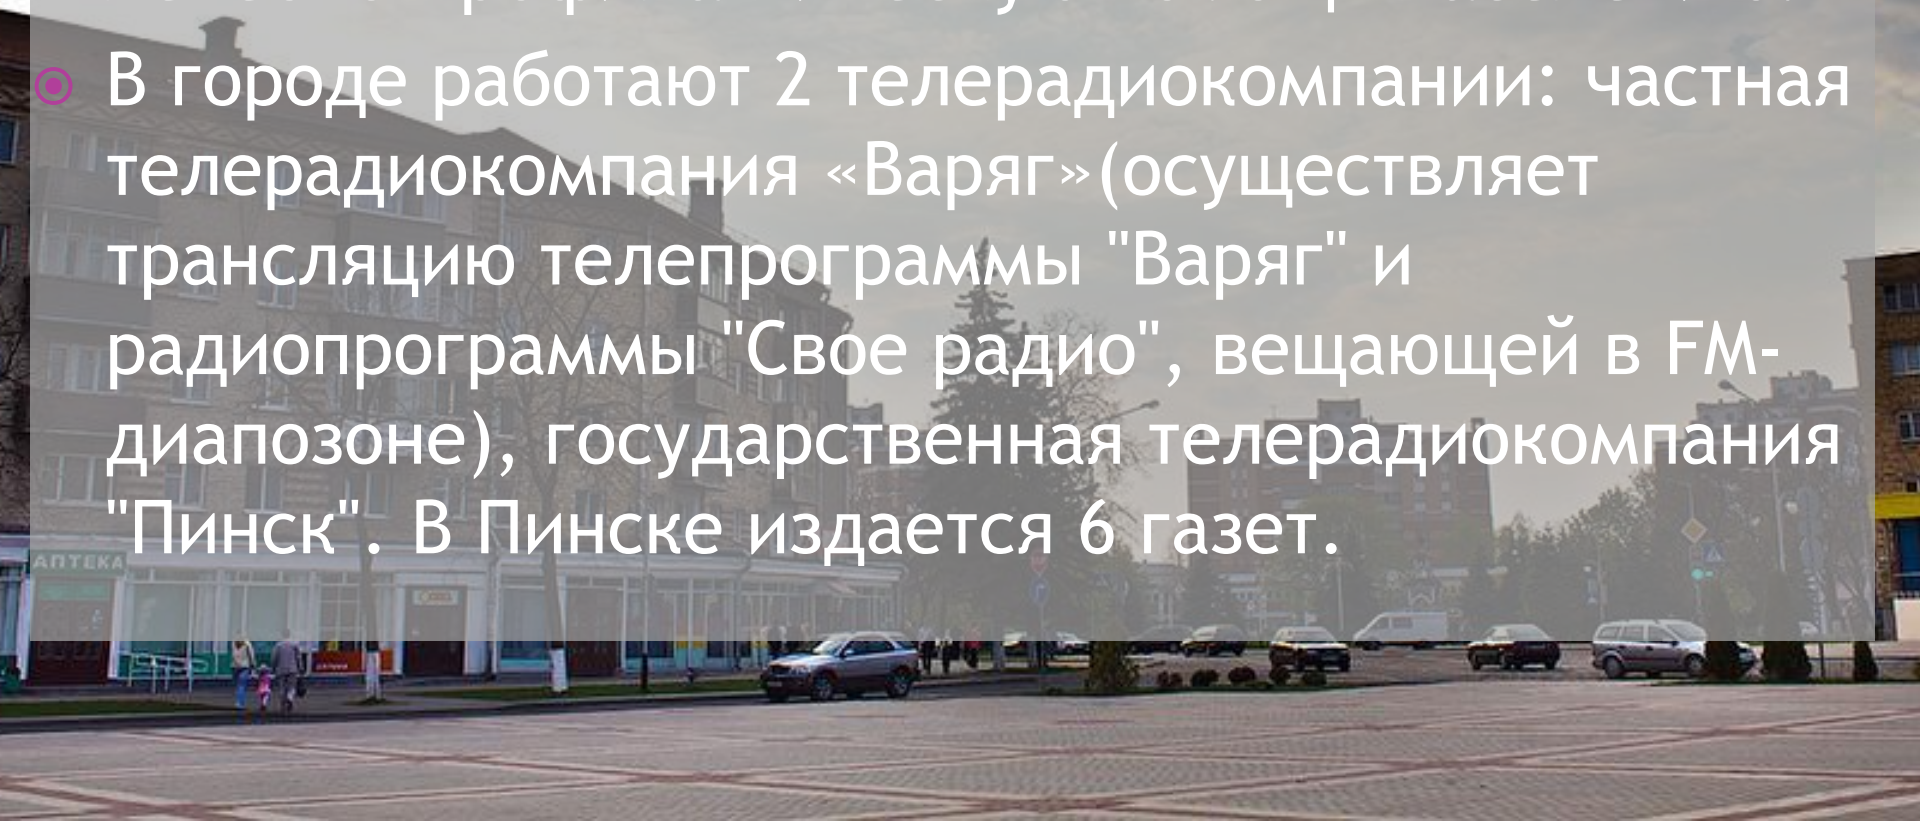 В городе работают 2 телерадиокомпании: частная
телерадиокомпания «Варяг»(осуществляет
трансляцию телепрограммы "Варяг" и
радиопрограммы "Свое радио", вещающей в FM-
диапозоне), государственная телерадиокомпания
"Пинск". В Пинске издается 6 газет.
АПТЕКА